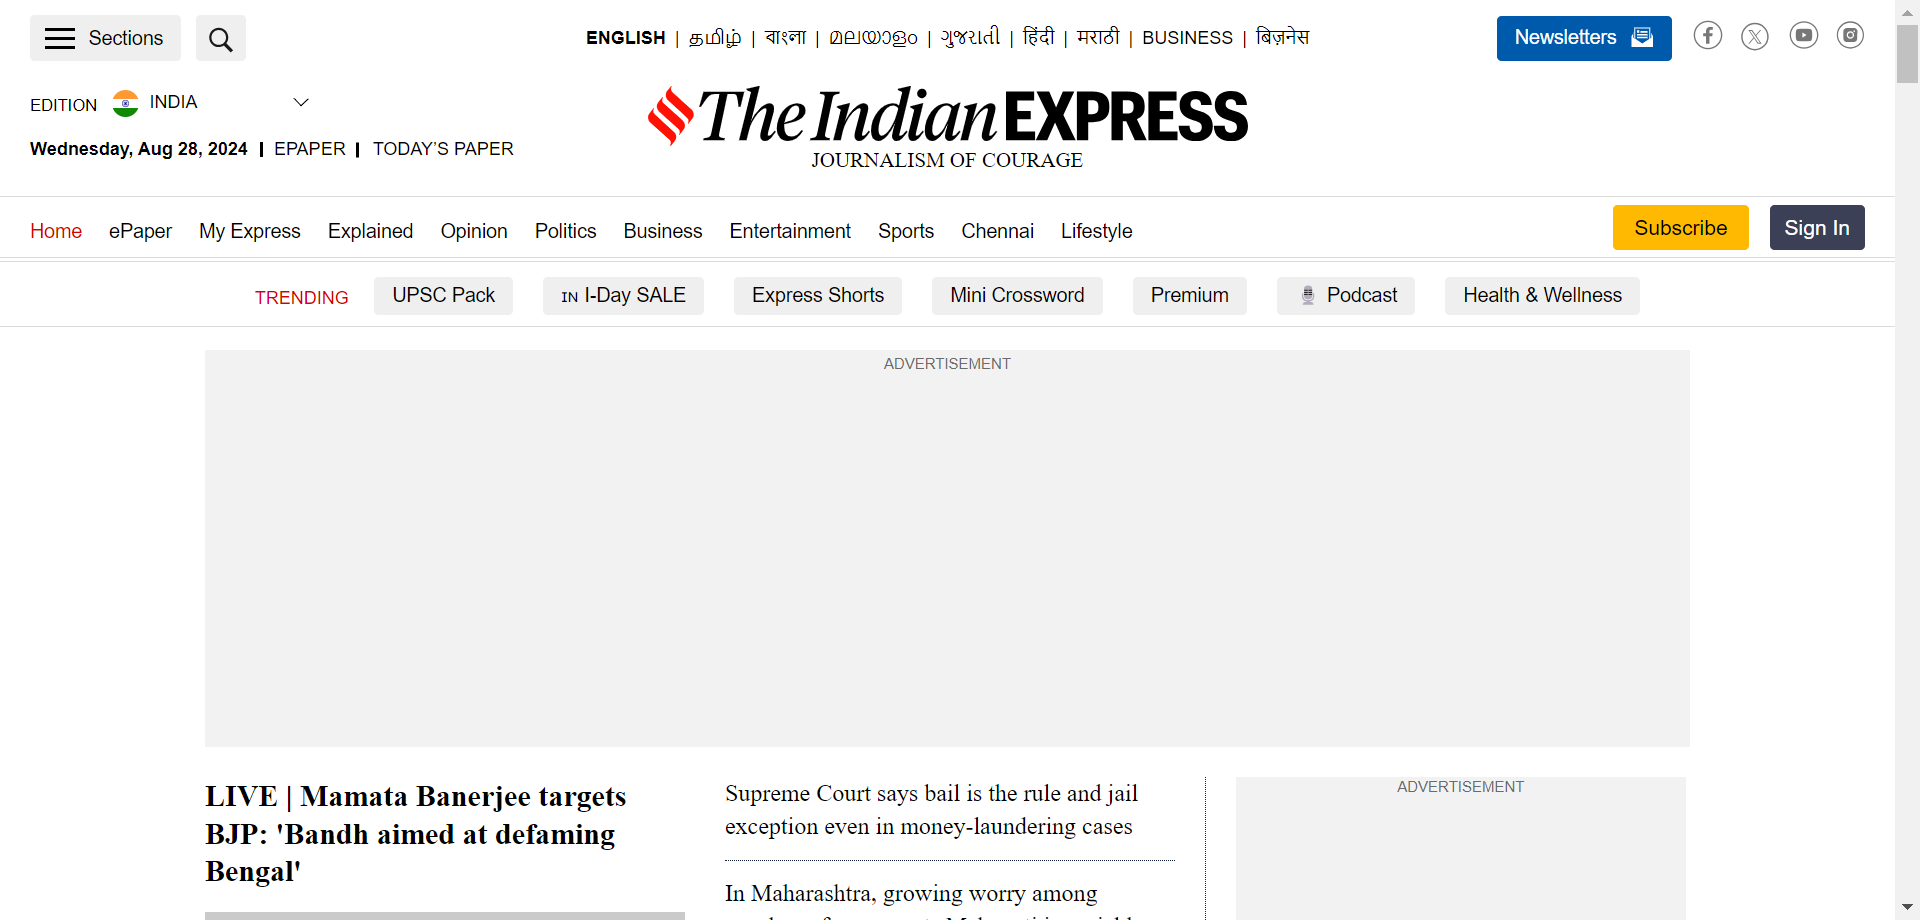 Sections
ENGLISH | தமிழ் | বাংলা | മലയാളം | ગુજરાતી | हिंदी | मराठी | BUSINESS | बिज़नेस
Newsletters
EDITION INDIA
The Indian EXPRESS
JOURNALISM OF COURAGE
Wednesday, Aug 28, 2024 | EPAPER | TODAY'S PAPER
Home ePaper My Express Explained Opinion Politics Business Entertainment Sports Chennai Lifestyle
Subscribe Sign In
TRENDING UPSC Pack IN I-Day SALE Express Shorts Mini Crossword Premium Podcast Health & Wellness
ADVERTISEMENT
LIVE | Mamata Banerjee targets
BJP: 'Bandh aimed at defaming
Bengal'
Supreme Court says bail is the rule and jail
exception even in money-laundering cases
In Maharashtra, growing worry among
ADVERTISEMENT